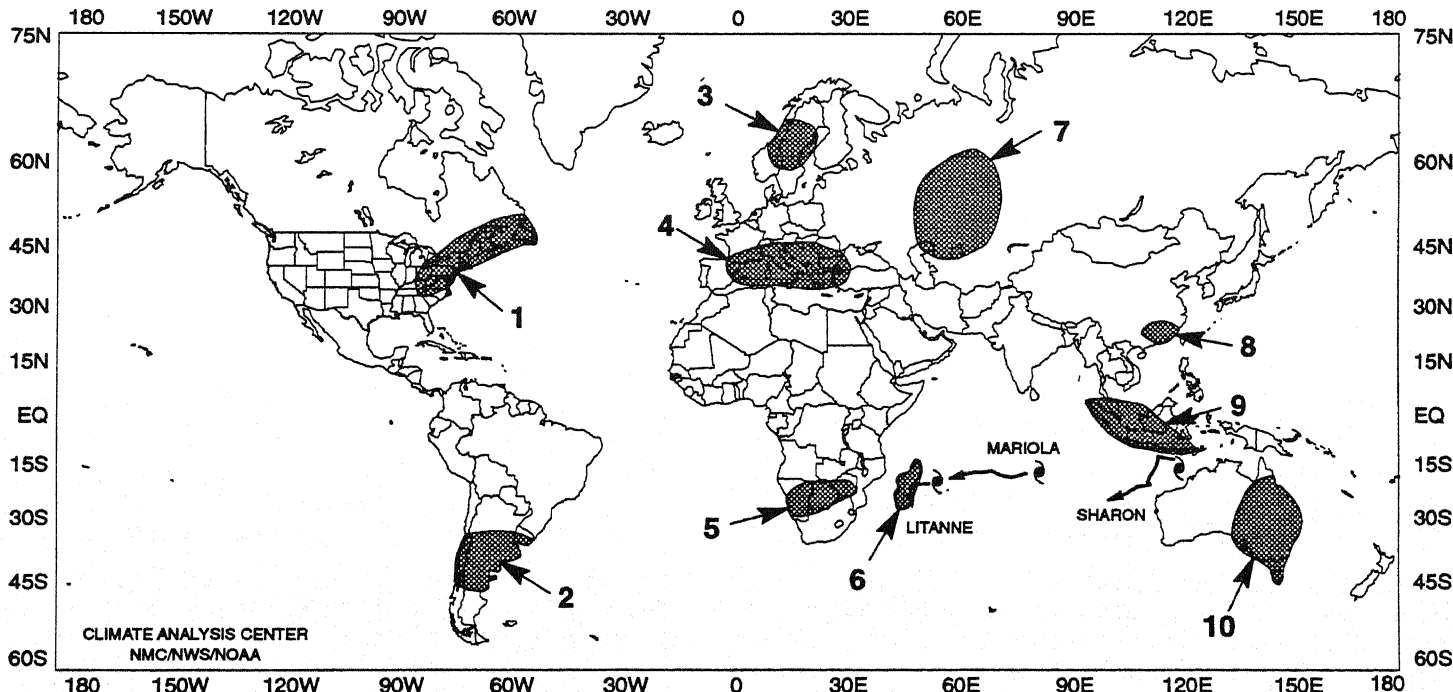 180 150W 120W 90W 60W 30W 0 30E 60E 90E 120E 150E 180
75N 75N
3
7
60N 60N
4
45N 45N
1
30N 30N
8
15N 15N
9
EQ EQ
MARIOLA
15S 15S
SHARON
5
LITANNE
30S 30S
6
2
45S 45S
10
CLIMATE ANALYSIS CENTER
NMC/NWS/NOAA
60S 60S
180 150W 120W 90W 60W 30W 0 30E 60E 90E 120E 150E 180